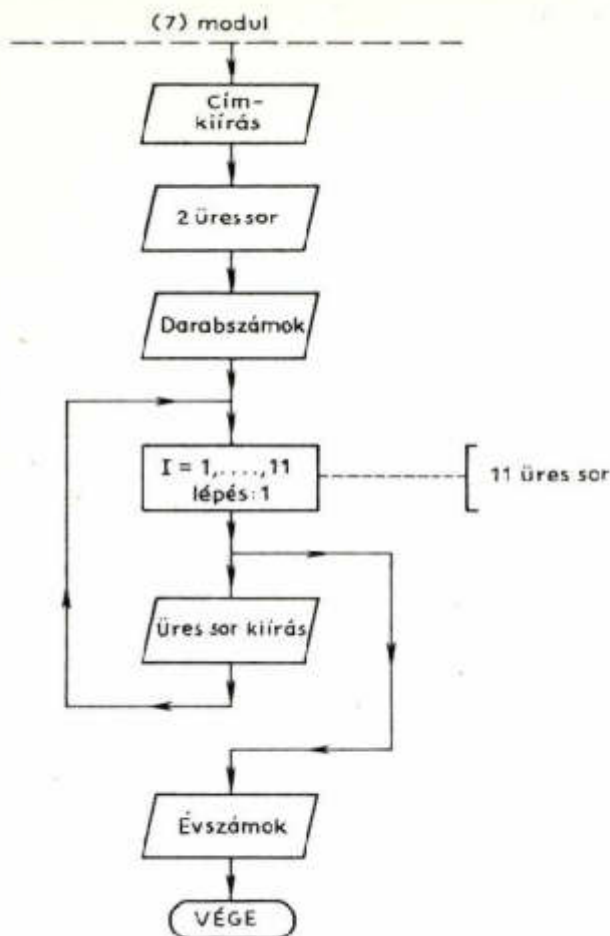 (7) modul
Cím-
kiírás
2 üres sor
Darabszámok
I = 1,....,11
lépés:1
11 üres sor
Üres sor kiírás
Évszámok
VÉGE